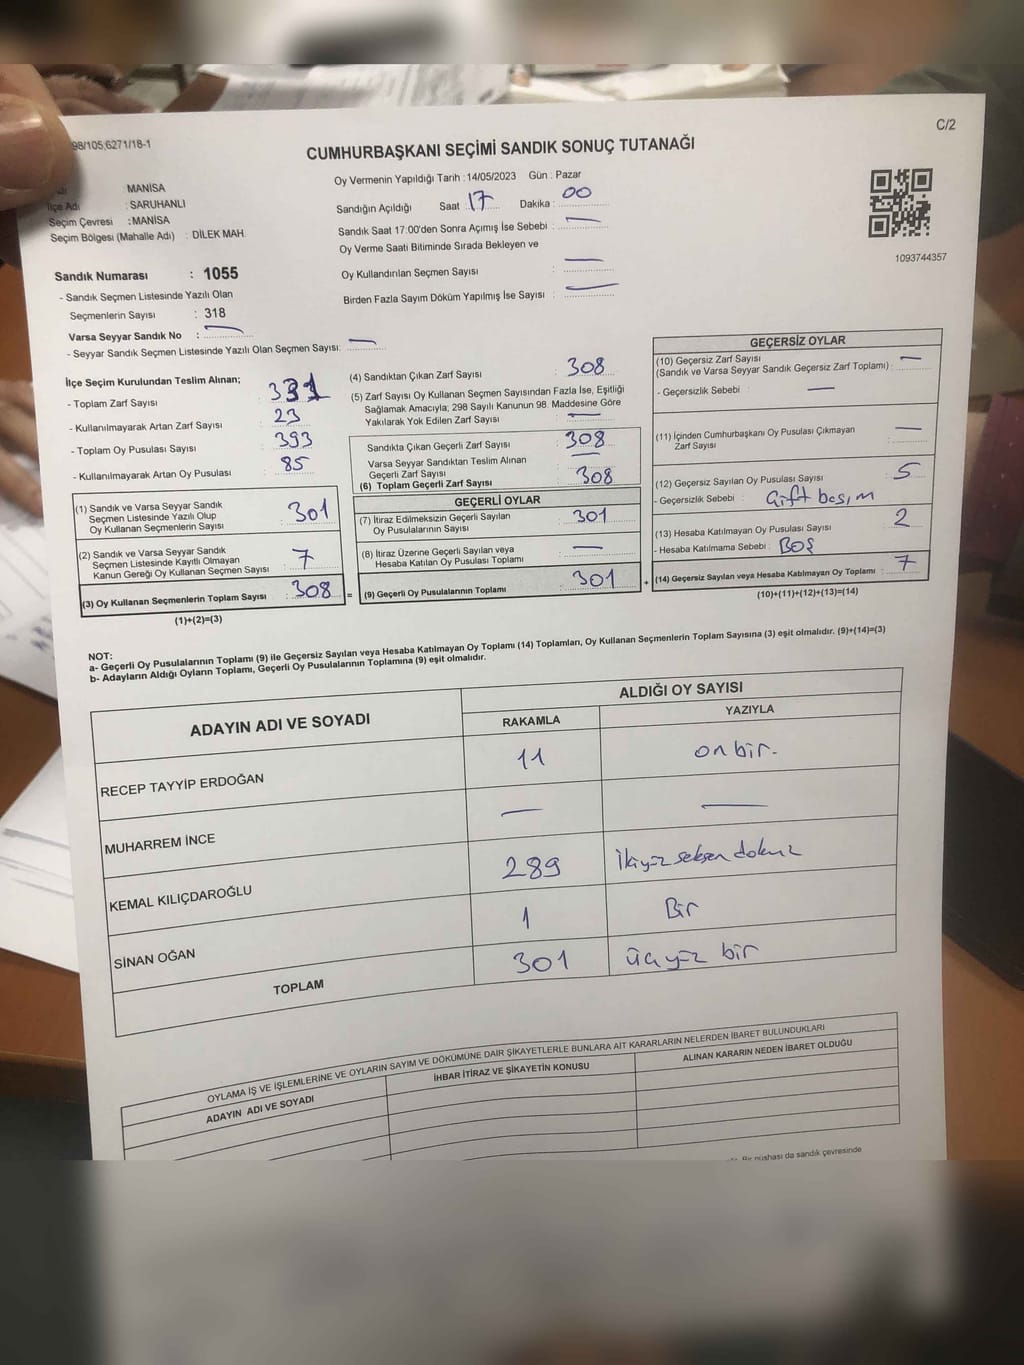 98/105,6271/18-1
C/2
CUMHURBAŞKANI SEÇİMİ SANDIK SONUÇ TUTANAĞI
: MANİSA
İlçe Adı : SARUHANLI
Seçim Çevresi : MANİSA
Seçim Bölgesi (Mahalle Adı) : DİLEK MAH.
Oy Vermenin Yapıldığı Tarih : 14/05/2023 Gün : Pazar
Sandığın Açıldığı Saat : 17 Dakika : 00
Sandık Saat 17:00'den Sonra Açımış İse Sebebi : —
Oy Verme Saati Bitiminde Sırada Bekleyen ve
Oy Kullandırılan Seçmen Sayısı : —
Birden Fazla Sayım Döküm Yapılmış İse Sayısı : —
1093744357
Sandık Numarası : 1055
- Sandık Seçmen Listesinde Yazılı Olan
Seçmenlerin Sayısı : 318
Varsa Seyyar Sandık No : —
- Seyyar Sandık Seçmen Listesinde Yazılı Olan Seçmen Sayısı: —
İlçe Seçim Kurulundan Teslim Alınan;
- Toplam Zarf Sayısı : 331
- Kullanılmayarak Artan Zarf Sayısı : 23
- Toplam Oy Pusulası Sayısı : 393
- Kullanılmayarak Artan Oy Pusulası : 85
(1) Sandık ve Varsa Seyyar Sandık
Seçmen Listesinde Yazılı Olup
Oy Kullanan Seçmenlerin Sayısı : 301
(2) Sandık ve Varsa Seyyar Sandık
Seçmen Listesinde Kayıtlı Olmayan
Kanun Gereği Oy Kullanan Seçmen Sayısı : 7
(3) Oy Kullanan Seçmenlerin Toplam Sayısı : 308 =
(1)+(2)=(3)
(4) Sandıktan Çıkan Zarf Sayısı : 308
(5) Zarf Sayısı Oy Kullanan Seçmen Sayısından Fazla İse, Eşitliği
Sağlamak Amacıyla; 298 Sayılı Kanunun 98. Maddesine Göre
Yakılarak Yok Edilen Zarf Sayısı : —
Sandıkta Çıkan Geçerli Zarf Sayısı : 308
Varsa Seyyar Sandıktan Teslim Alınan
Geçerli Zarf Sayısı : —
(6) Toplam Geçerli Zarf Sayısı : 308
GEÇERLİ OYLAR
(7) İtiraz Edilmeksizin Geçerli Sayılan
Oy Pusulalarının Sayısı : 301
(8) İtiraz Üzerine Geçerli Sayılan veya
Hesaba Katılan Oy Pusulası Toplamı : —
(9) Geçerli Oy Pusulalarının Toplamı : 301 +
GEÇERSİZ OYLAR
(10) Geçersiz Zarf Sayısı
(Sandık ve Varsa Seyyar Sandık Geçersiz Zarf Toplamı) : —
- Geçersizlik Sebebi : —
(11) İçinden Cumhurbaşkanı Oy Pusulası Çıkmayan
Zarf Sayısı : —
(12) Geçersiz Sayılan Oy Pusulası Sayısı : 5
- Geçersizlik Sebebi : Çift basım
(13) Hesaba Katılmayan Oy Pusulası Sayısı : 2
- Hesaba Katılmama Sebebi : BOŞ
(14) Geçersiz Sayılan veya Hesaba Katılmayan Oy Toplamı : 7
(10)+(11)+(12)+(13)=(14)
NOT:
a- Geçerli Oy Pusulalarının Toplamı (9) ile Geçersiz Sayılan veya Hesaba Katılmayan Oy Toplamı (14) Toplamları, Oy Kullanan Seçmenlerin Toplam Sayısına (3) eşit olmalıdır. (9)+(14)=(3)
b- Adayların Aldığı Oyların Toplamı, Geçerli Oy Pusulalarının Toplamına (9) eşit olmalıdır.
ADAYIN ADI VE SOYADI
ALDIĞI OY SAYISI
RAKAMLA YAZIYLA
RECEP TAYYİP ERDOĞAN 11 on bir.
MUHARREM İNCE — —
KEMAL KILIÇDAROĞLU 289 İkiyüz seksen dokuz
SİNAN OĞAN 1 Bir
TOPLAM 301 üçyüz bir
OYLAMA İŞ VE İŞLEMLERİNE VE OYLARIN SAYIM VE DÖKÜMÜNE DAİR ŞİKAYETLERLE BUNLARA AİT KARARLARIN NELERDEN İBARET BULUNDUKLARI
ADAYIN ADI VE SOYADI İHBAR İTİRAZ VE ŞİKAYETİN KONUSU ALINAN KARARIN NEDEN İBARET OLDUĞU
Bir nüshası da sandık çevresinde